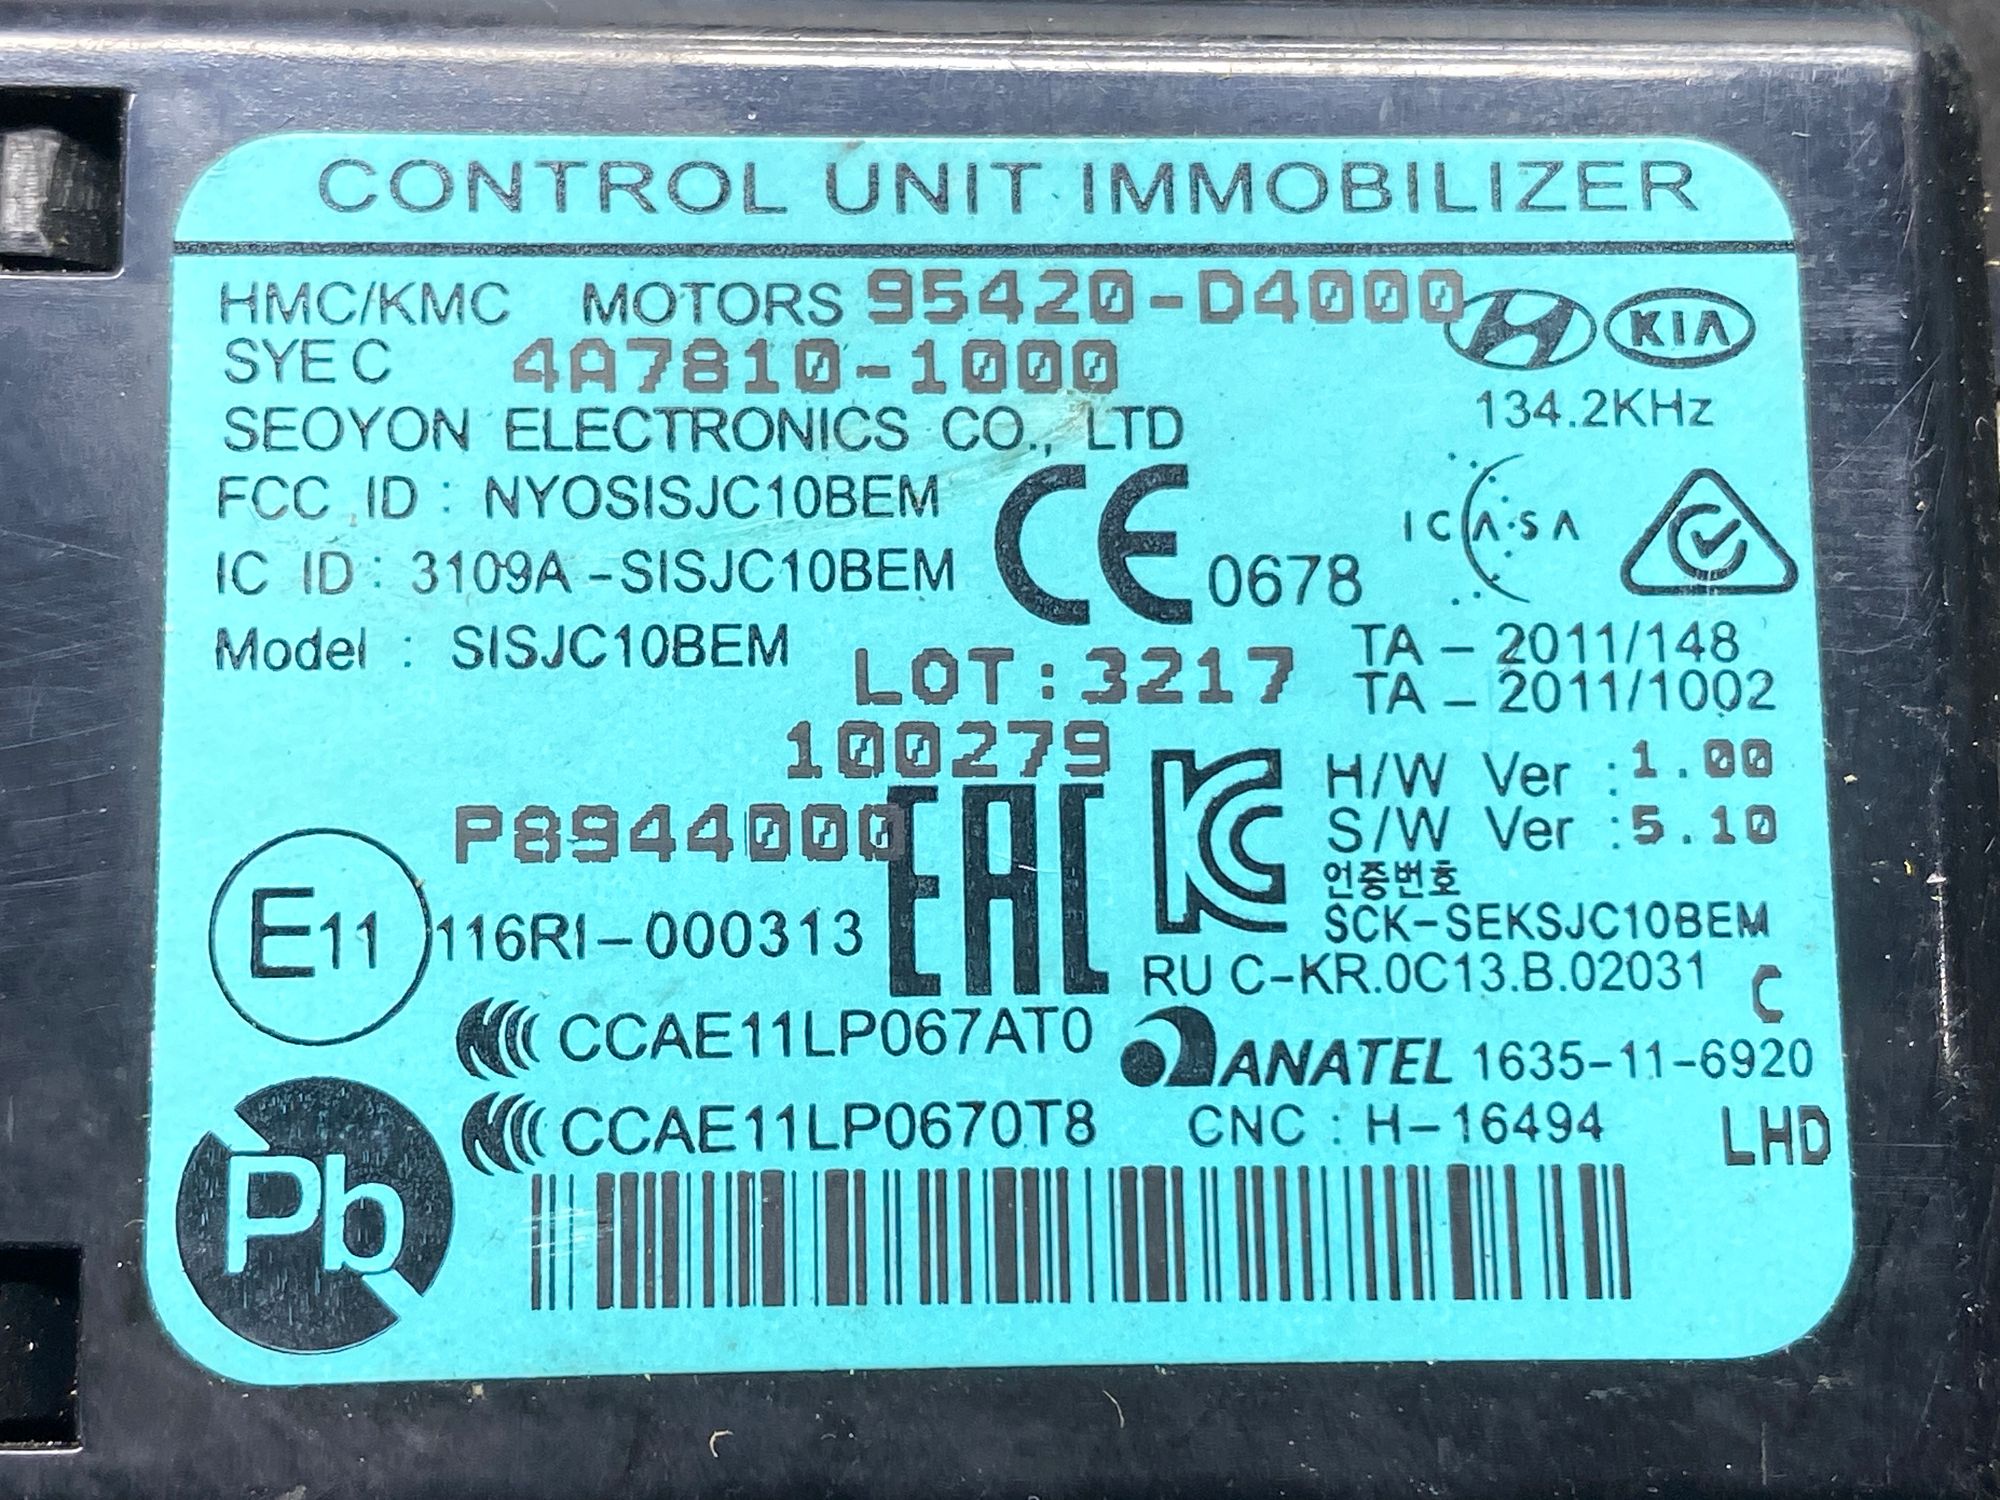 CONTROL UNIT IMMOBILIZER
HMC/KMC MOTORS 95420-D4000
KIA
SYEC 4A7810-1000
134.2KHz
SEOYON ELECTRONICS CO., LTD
FCC ID : NYOSISJC10BEM
IC ID : 3109A-SISJC10BEM
CE 0678
ICASA
Model : SISJC10BEM
TA - 2011/148
TA - 2011/1002
LOT:3217
100279
P8944000
EAC
KC
H/W Ver :1.00
S/W Ver :5.10
인증번호
SCK-SEKSJC10BEM
E11 116RI-000313
RU C-KR.0C13.B.02031
C
CCAE11LP067AT0
ANATEL 1635-11-6920
CCAE11LP0670T8
CNC : H-16494
LHD
Pb